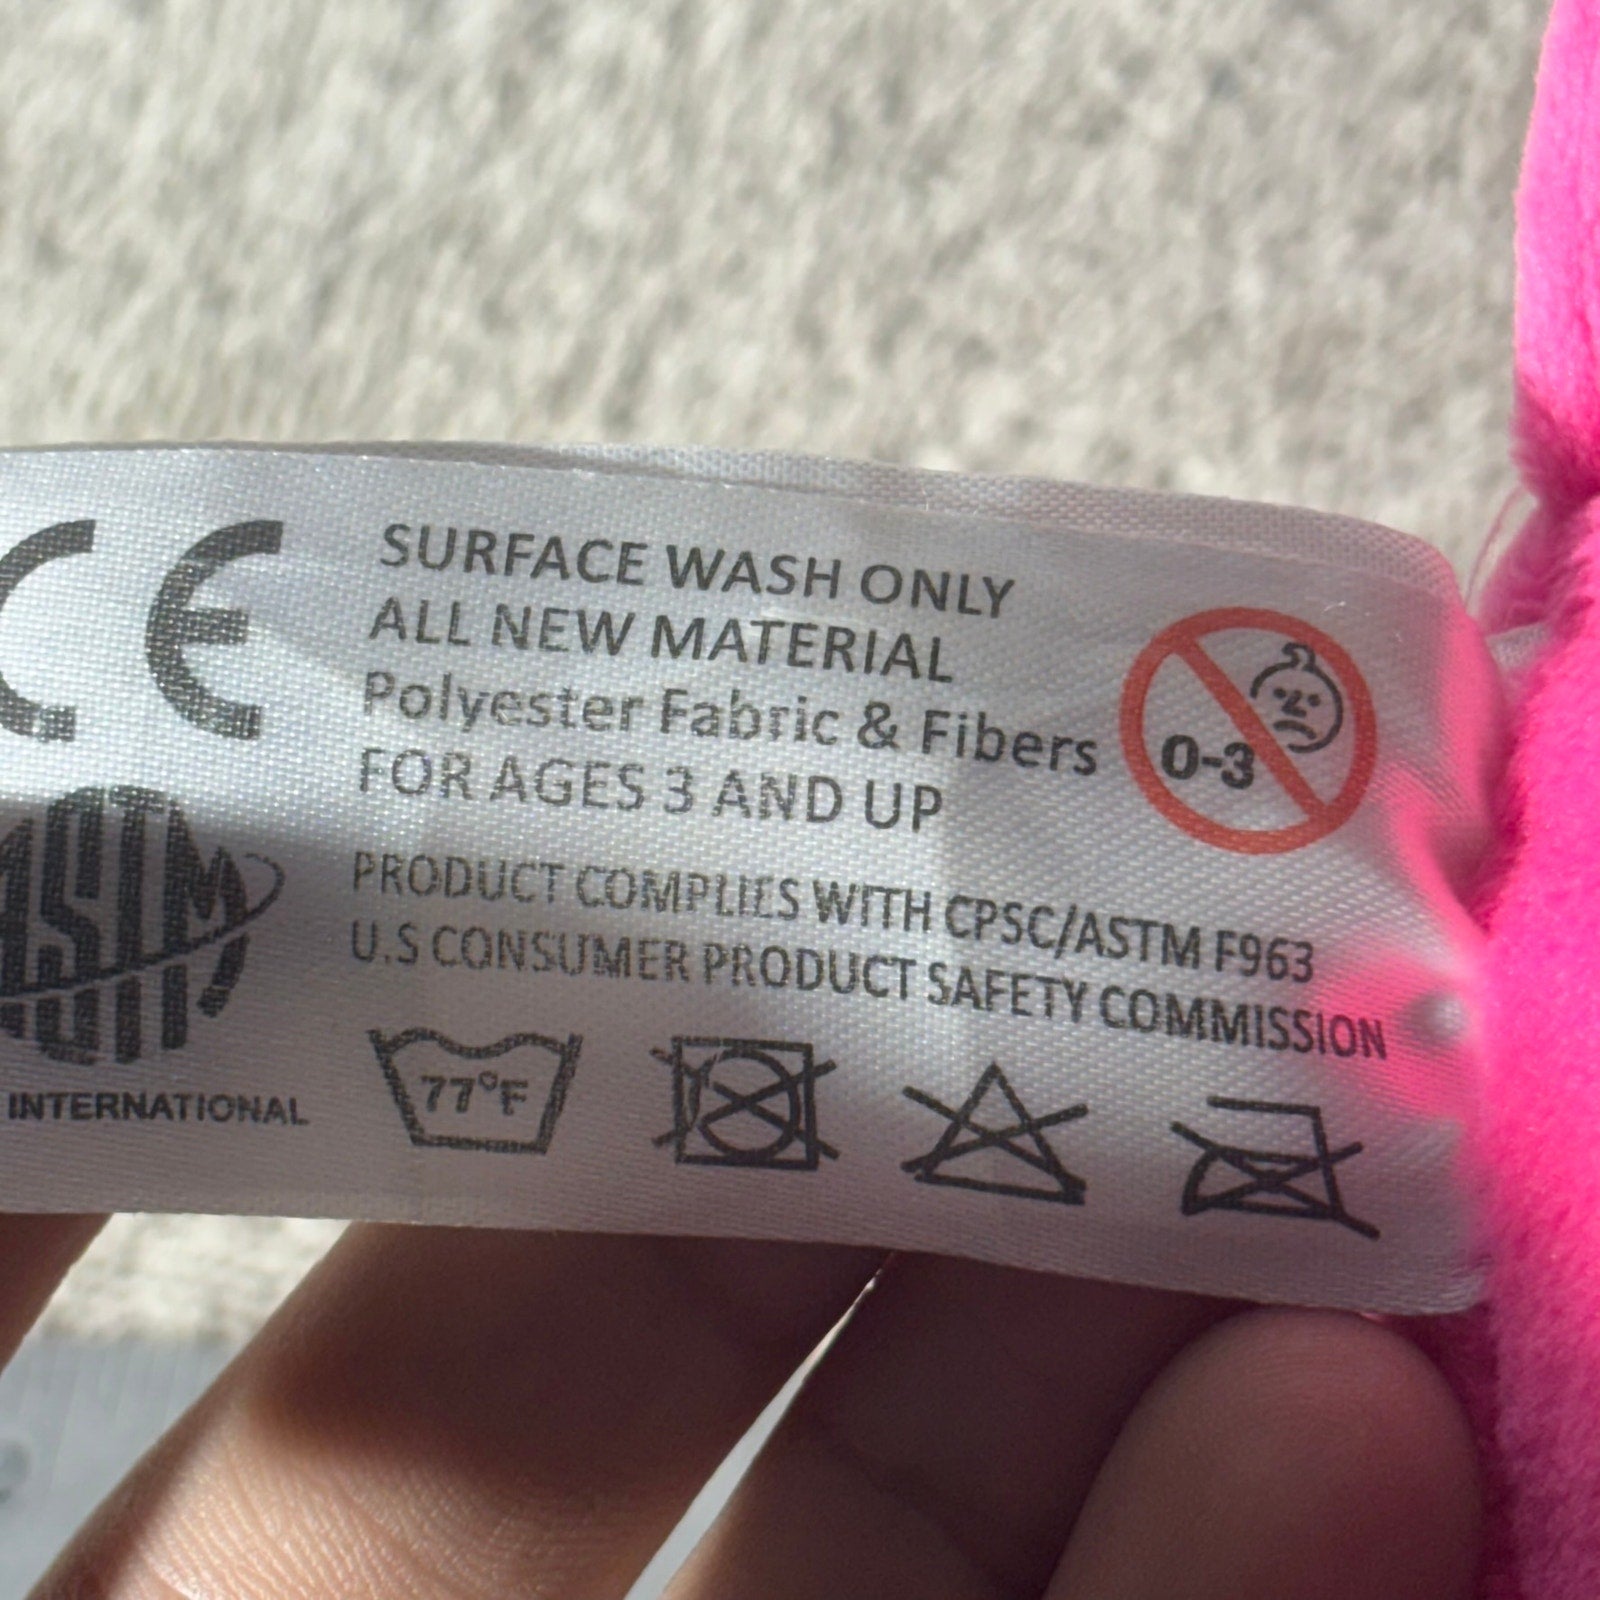 CE
SURFACE WASH ONLY
ALL NEW MATERIAL
Polyester Fabric & Fibers
FOR AGES 3 AND UP
0-3
PRODUCT COMPLIES WITH CPSC/ASTM F963
U.S CONSUMER PRODUCT SAFETY COMMISSION
ASTM
INTERNATIONAL
77°F